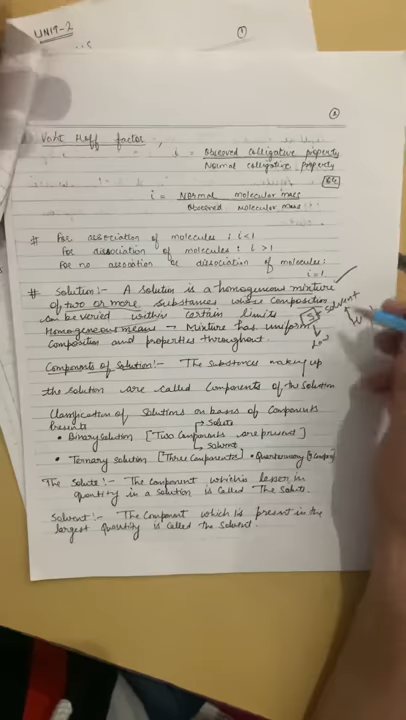 UNIT-2
①
②
Vant Hoff factor,
i = Observed colligative property
Normal colligative property
i = Normal molecular mass
Observed molecular mass
# For association of molecules : i < 1
For dissociation of molecules : i > 1
For no association or dissociation of molecules:
i = 1
# Solution:- A solution is a homogeneous mixture
of two or more substances whose composition
can be varied within certain limits
Homogeneous means - Mixture has uniform
composition and properties throughout.
S + solvent
Components of Solution:- The substances making up
the solution are called components of the solution
Classification of Solutions on basis of Components
Present
Solute
• Binary solution [Two components are present]
Solvent
• Ternary solution [Three Components] • Quarternary
The Solute:- The component which is lesser in
quantity in a solution is called The Solute.
Solvent:- The Component which is present in the
largest quantity is called the solvent.